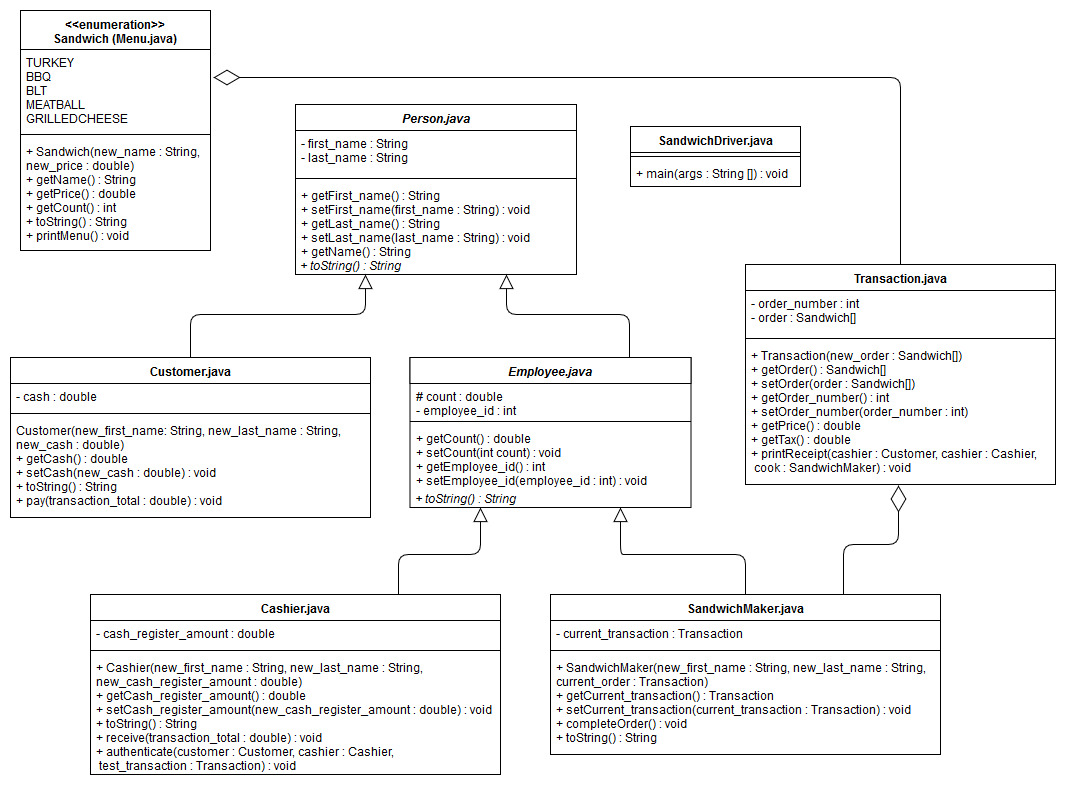 <<enumeration>>
Sandwich (Menu.java)
TURKEY
BBQ
BLT
MEATBALL
GRILLEDCHEESE
+ Sandwich(new_name : String,
new_price : double)
+ getName() : String
+ getPrice() : double
+ getCount() : int
+ toString() : String
+ printMenu() : void
Person.java
- first_name : String
- last_name : String
+ getFirst_name() : String
+ setFirst_name(first_name : String) : void
+ getLast_name() : String
+ setLast_name(last_name : String) : void
+ getName() : String
+ toString() : String
SandwichDriver.java
+ main(args : String []) : void
Transaction.java
- order_number : int
- order : Sandwich[]
+ Transaction(new_order : Sandwich[])
+ getOrder() : Sandwich[]
+ setOrder(order : Sandwich[])
+ getOrder_number() : int
+ setOrder_number(order_number : int)
+ getPrice() : double
+ getTax() : double
+ printReceipt(cashier : Customer, cashier : Cashier,
cook : SandwichMaker) : void
Customer.java
- cash : double
Customer(new_first_name: String, new_last_name : String,
new_cash : double)
+ getCash() : double
+ setCash(new_cash : double) : void
+ toString() : String
+ pay(transaction_total : double) : void
Employee.java
# count : double
- employee_id : int
+ getCount() : double
+ setCount(int count) : void
+ getEmployee_id() : int
+ setEmployee_id(employee_id : int) : void
+ toString() : String
Cashier.java
- cash_register_amount : double
+ Cashier(new_first_name : String, new_last_name : String,
new_cash_register_amount : double)
+ getCash_register_amount() : double
+ setCash_register_amount(new_cash_register_amount : double) : void
+ toString() : String
+ receive(transaction_total : double) : void
+ authenticate(customer : Customer, cashier : Cashier,
test_transaction : Transaction) : void
SandwichMaker.java
- current_transaction : Transaction
+ SandwichMaker(new_first_name : String, new_last_name : String,
current_order : Transaction)
+ getCurrent_transaction() : Transaction
+ setCurrent_transaction(current_transaction : Transaction) : void
+ completeOrder() : void
+ toString() : String